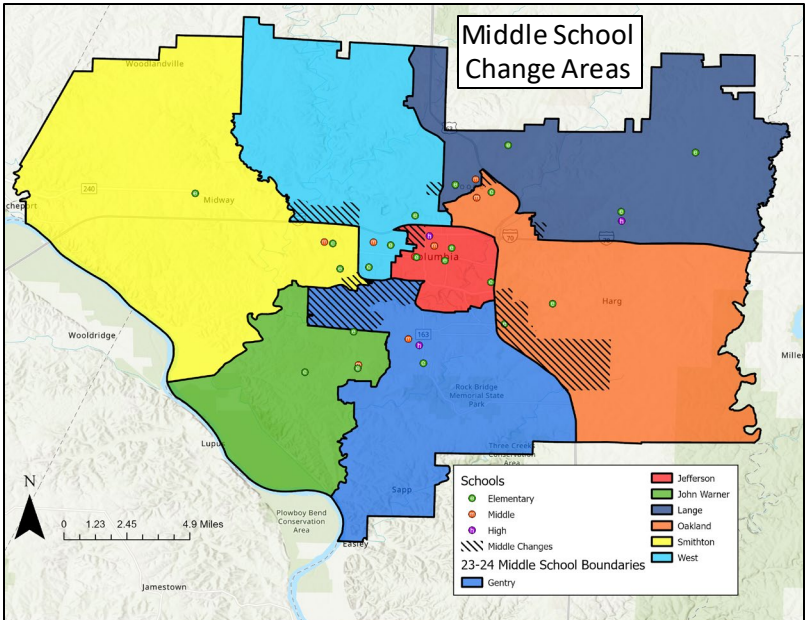 Middle School
Change Areas
Woodlandville
63
240
Midway
cheport
70
70
Columbia
Harg
Wooldridge
163
Miller
Rock Bridge
Memorial State
Park
Lupus
Three Creeks
Conservation
Area
Sapp
Plowboy Bend
Conservation
Area
Easley
Jamestown
N
0 1.23 2.45 4.9 Miles
Schools
e Elementary
m Middle
h High
Middle Changes
23-24 Middle School Boundaries
Gentry
Jefferson
John Warner
Lange
Oakland
Smithton
West